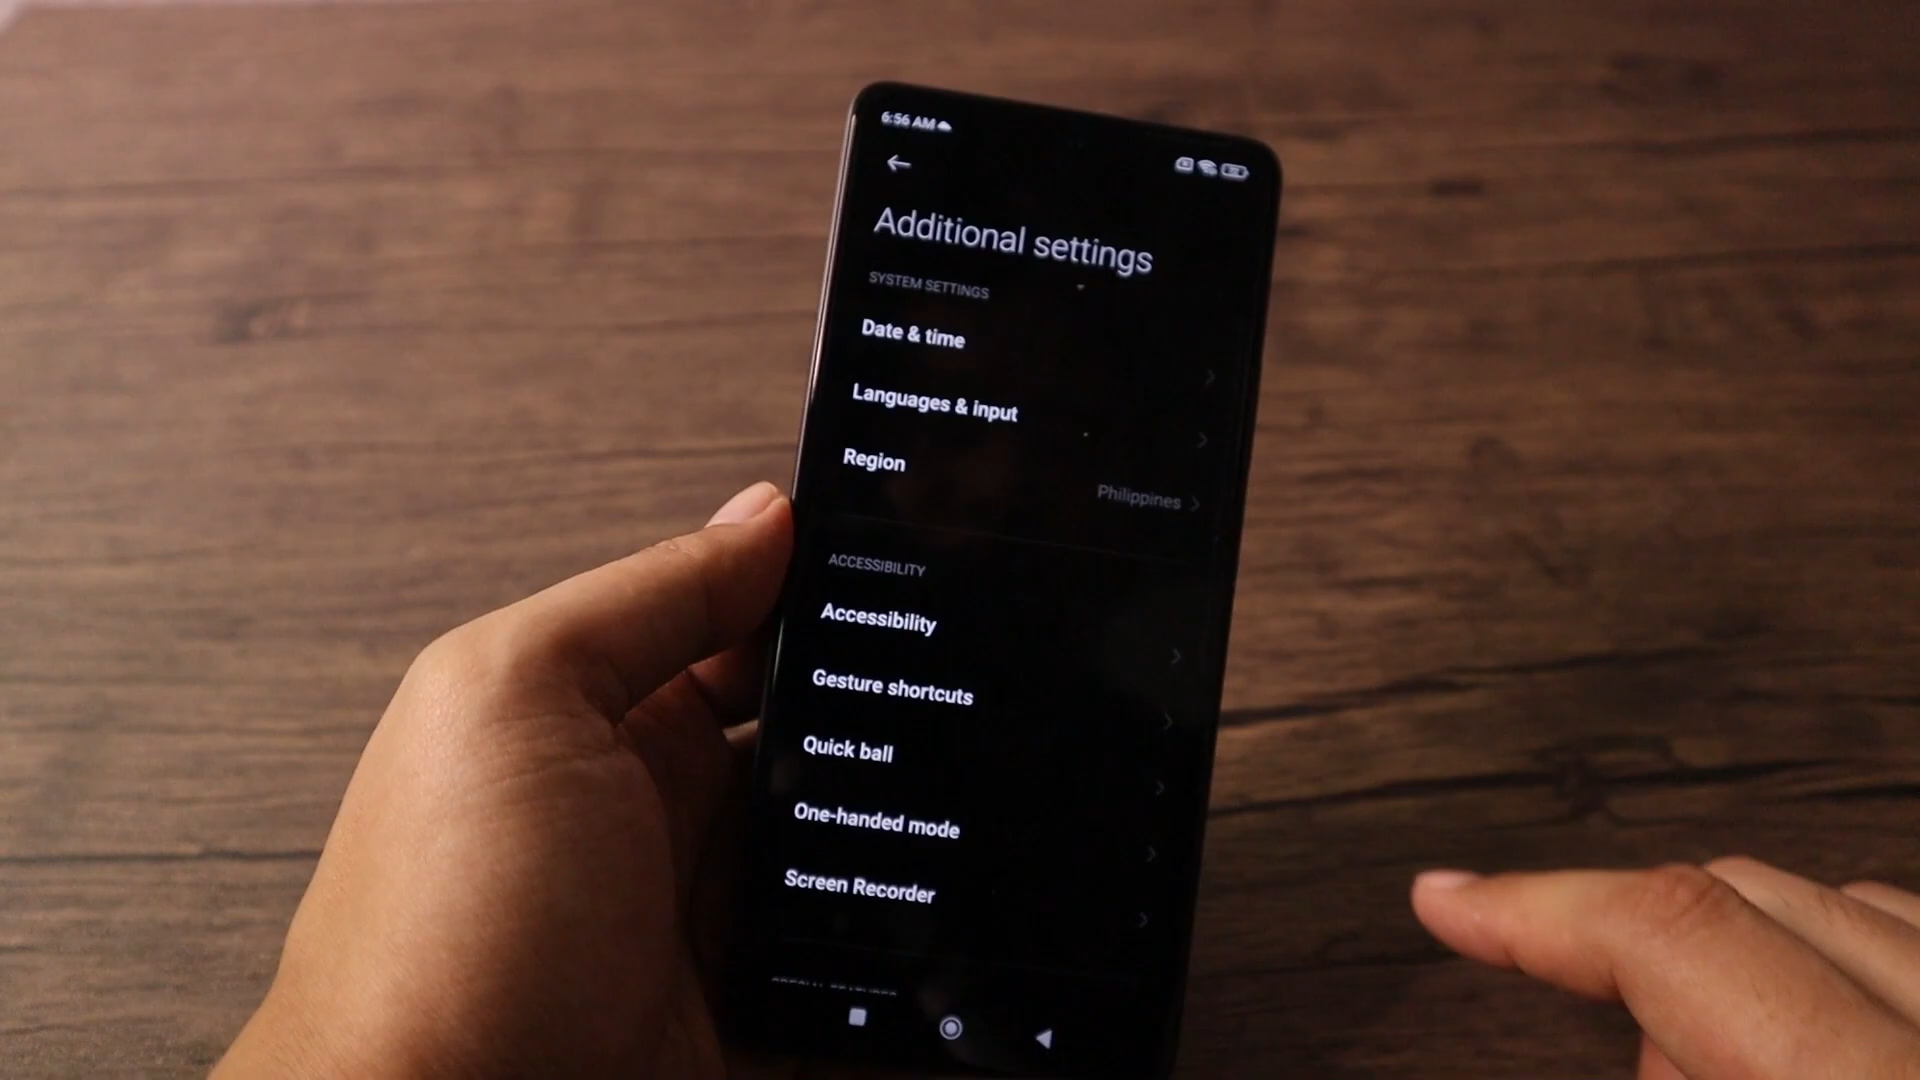 6:56 AM
Additional settings
SYSTEM SETTINGS
Date & time
Languages & input
Region
Philippines
ACCESSIBILITY
Accessibility
Gesture shortcuts
Quick ball
One-handed mode
Screen Recorder